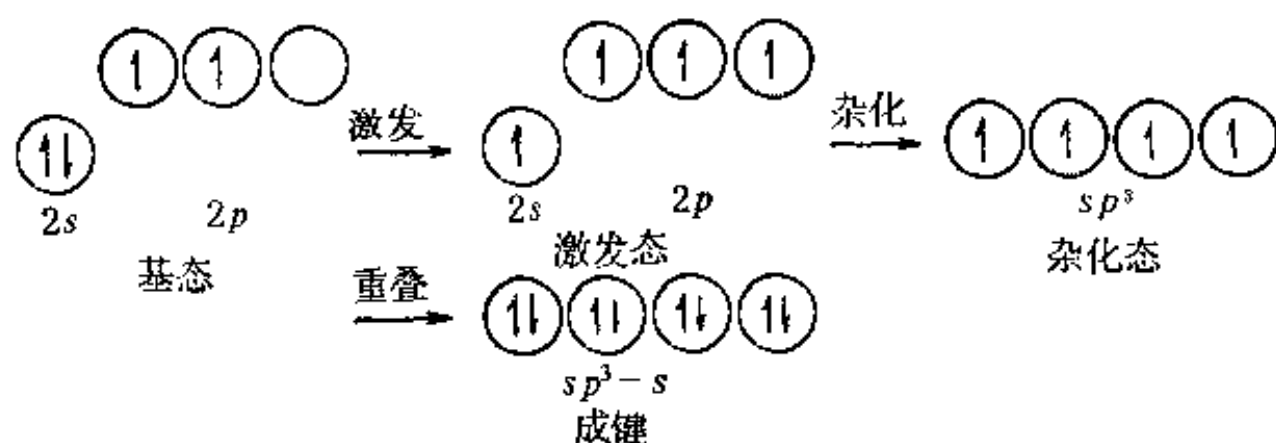 激发
杂化
2s 2p
2s 2p
sp³
基态
激发态
杂化态
重叠
sp³-s
成键